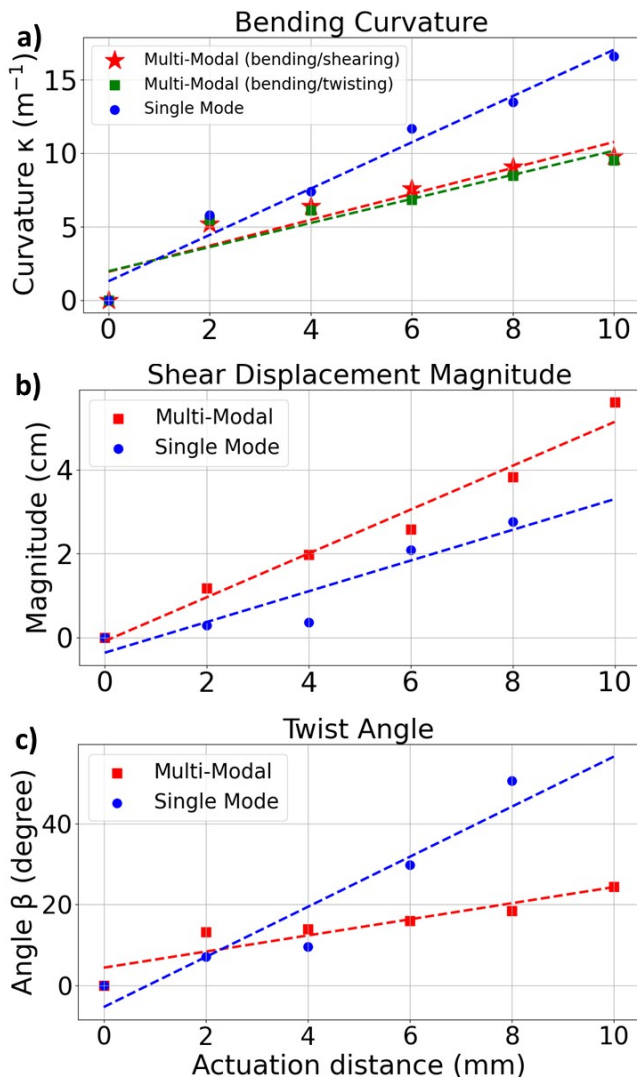 a)
Bending Curvature
Curvature κ (m⁻¹)
15
10
5
0
Multi-Modal (bending/shearing)
Multi-Modal (bending/twisting)
Single Mode
0 2 4 6 8 10
b)
Shear Displacement Magnitude
Magnitude (cm)
4
2
0
Multi-Modal
Single Mode
0 2 4 6 8 10
c)
Twist Angle
Angle β (degree)
40
20
0
Multi-Modal
Single Mode
0 2 4 6 8 10
Actuation distance (mm)